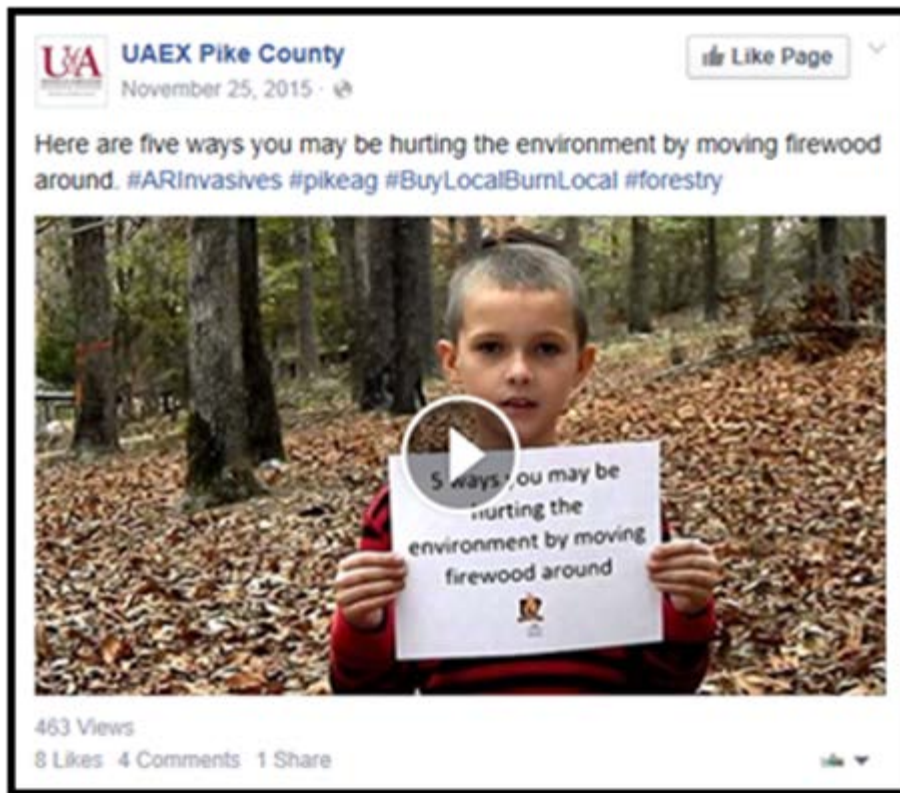 UAEX Pike County
Like Page
November 25, 2015 ·
Here are five ways you may be hurting the environment by moving firewood
around. #ARInvasives #pikeag #BuyLocalBurnLocal #forestry
5 ways you may be
hurting the
environment by moving
firewood around
463 Views
8 Likes 4 Comments 1 Share